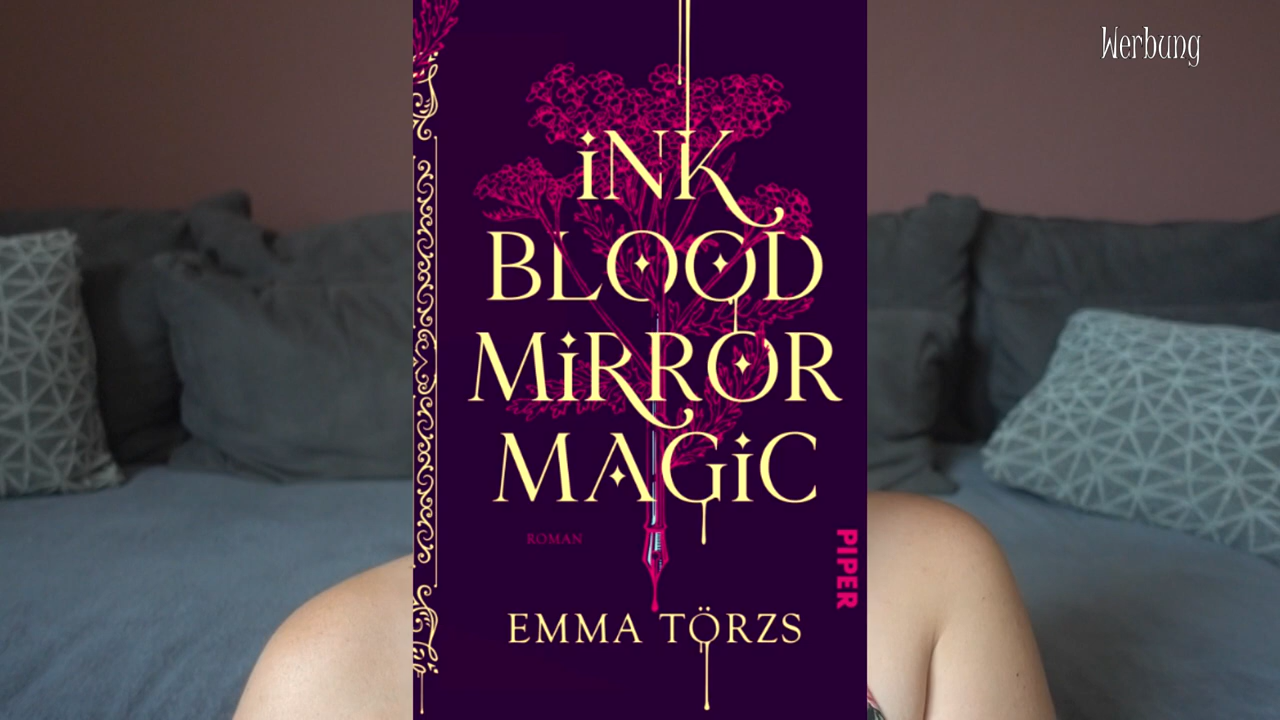 Werbung
iNK
BLOOD
MiRROR
MAGiC
ROMAN
PIPER
EMMA TÖRZS